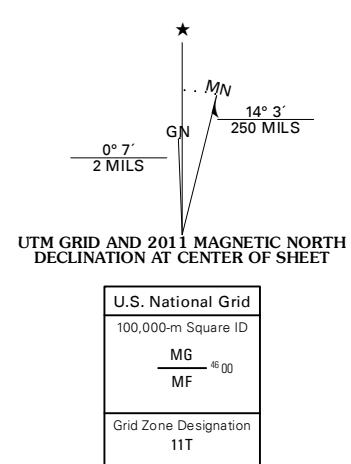 ★
MN
GN
14° 3´
250 MILS
0° 7´
2 MILS
UTM GRID AND 2011 MAGNETIC NORTH
DECLINATION AT CENTER OF SHEET
U.S. National Grid
100,000-m Square ID
MG
46 00
MF
Grid Zone Designation
11T